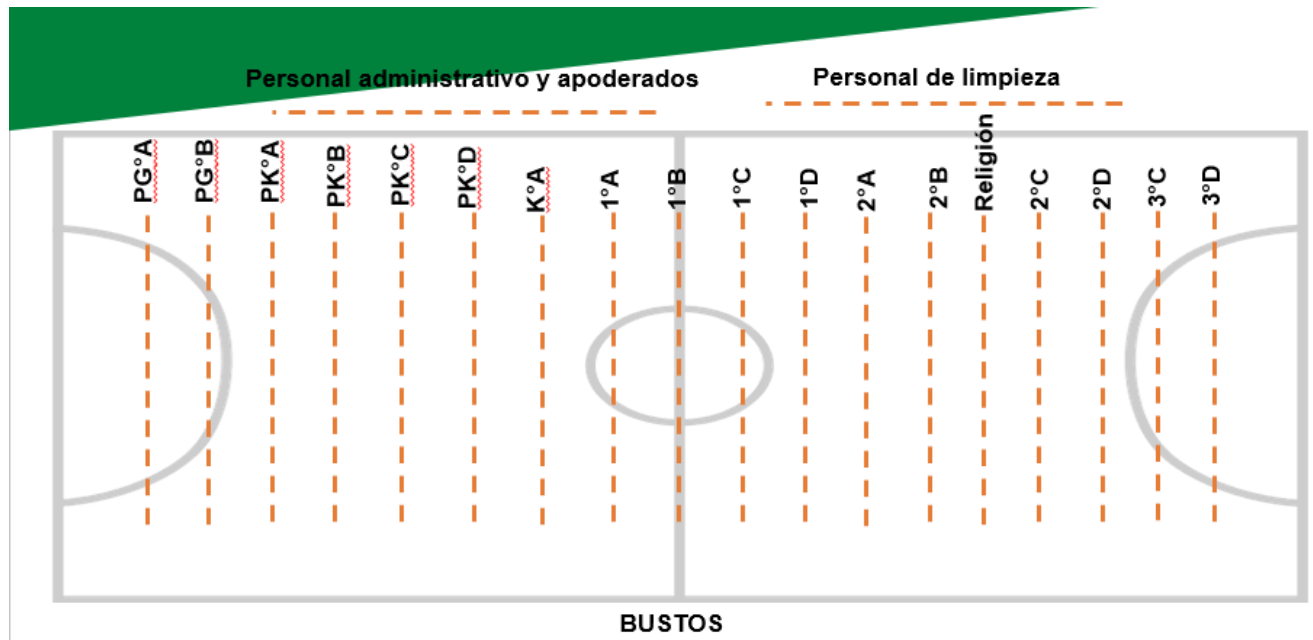 Personal administrativo y apoderados
Personal de limpieza
PG°A
PG°B
PK°A
PK°B
PK°C
PK°D
K°A
1°A
1°B
1°C
1°D
2°A
2°B
Religión
2°C
2°D
3°C
3°D
BUSTOS